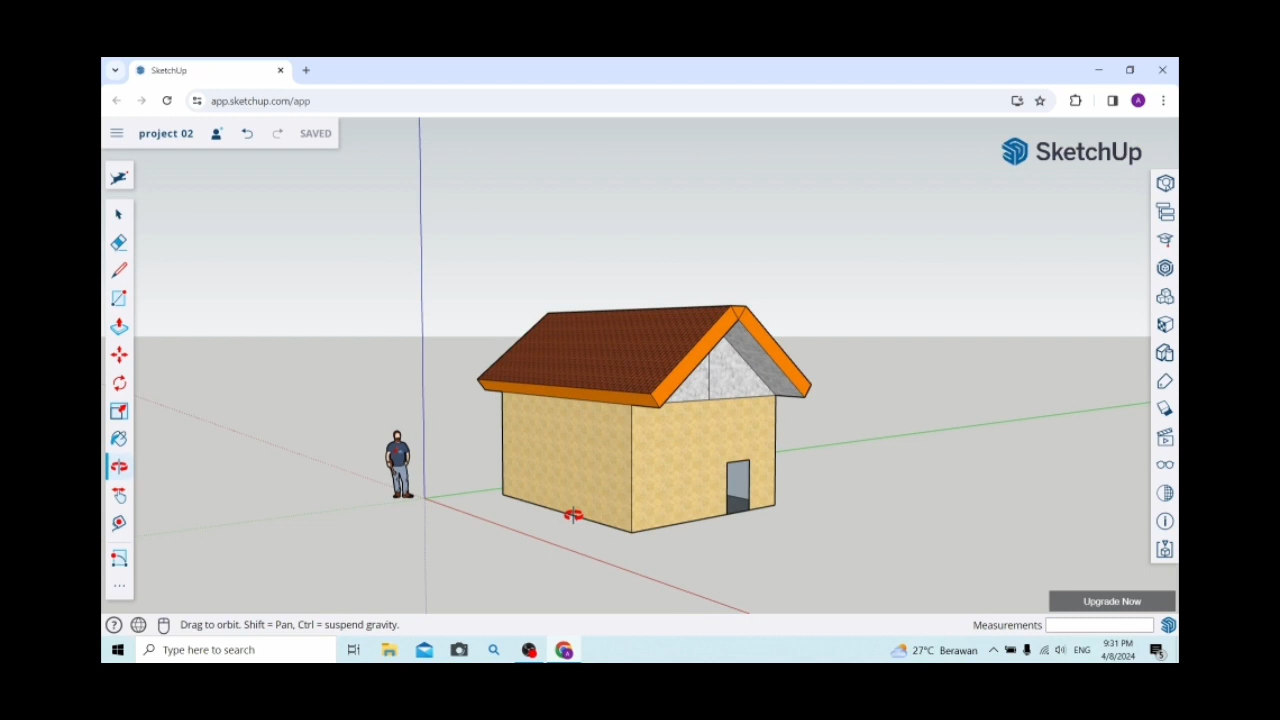 SketchUp
app.sketchup.com/app
project 02
SAVED
SketchUp
Upgrade Now
Drag to orbit. Shift = Pan, Ctrl = suspend gravity.
Measurements
Type here to search
27°C Berawan
ENG
9:31 PM
4/8/2024